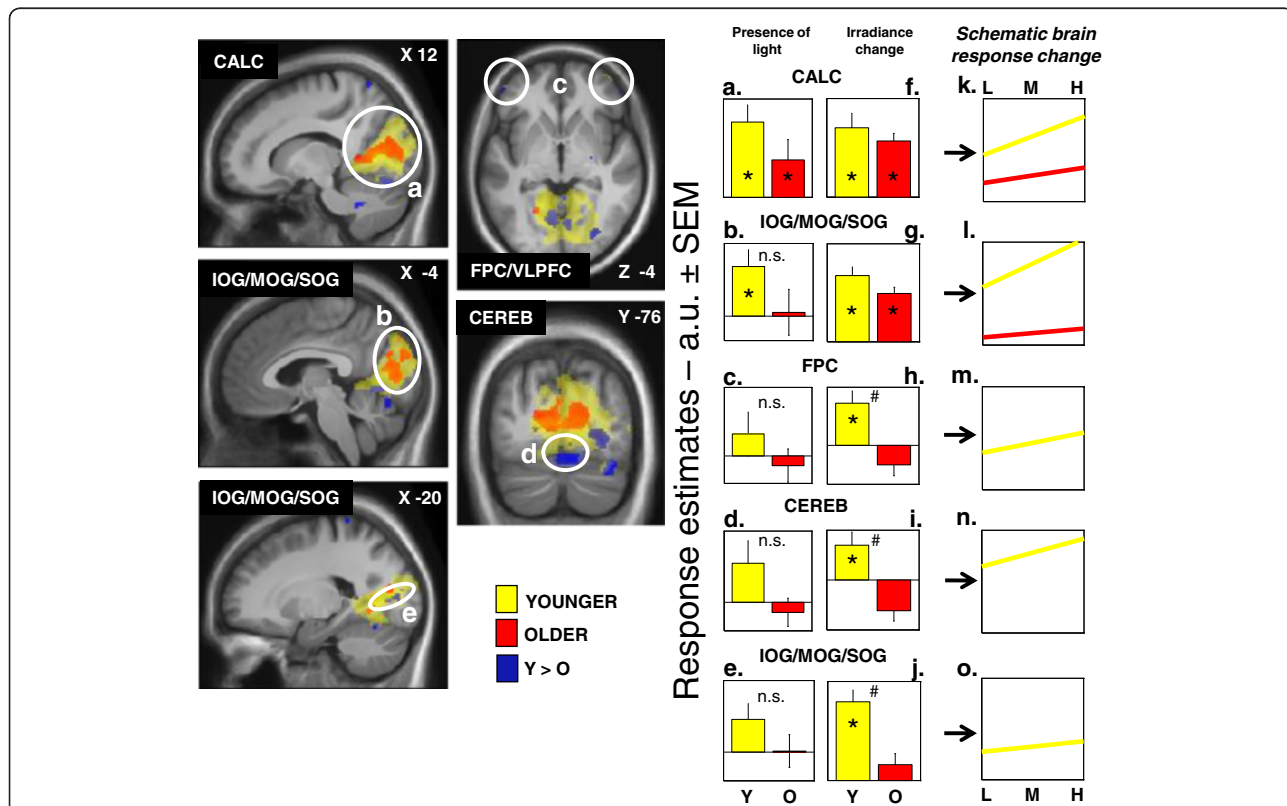 CALC
X 12
a
IOG/MOG/SOG
X -4
b
IOG/MOG/SOG
X -20
e
c
FPC/VLPFC
Z -4
CEREB
Y -76
d
YOUNGER
OLDER
Y > O
Response estimates – a.u. ± SEM
Presence of light
Irradiance change
Schematic brain response change
CALC
a.
* *
f.
* *
k.
L M H
IOG/MOG/SOG
b.
n.s.
*
g.
* *
l.
FPC
c.
n.s.
h.
#
*
m.
CEREB
d.
n.s.
i.
#
*
n.
IOG/MOG/SOG
e.
n.s.
j.
#
*
o.
Y O
Y O
L M H